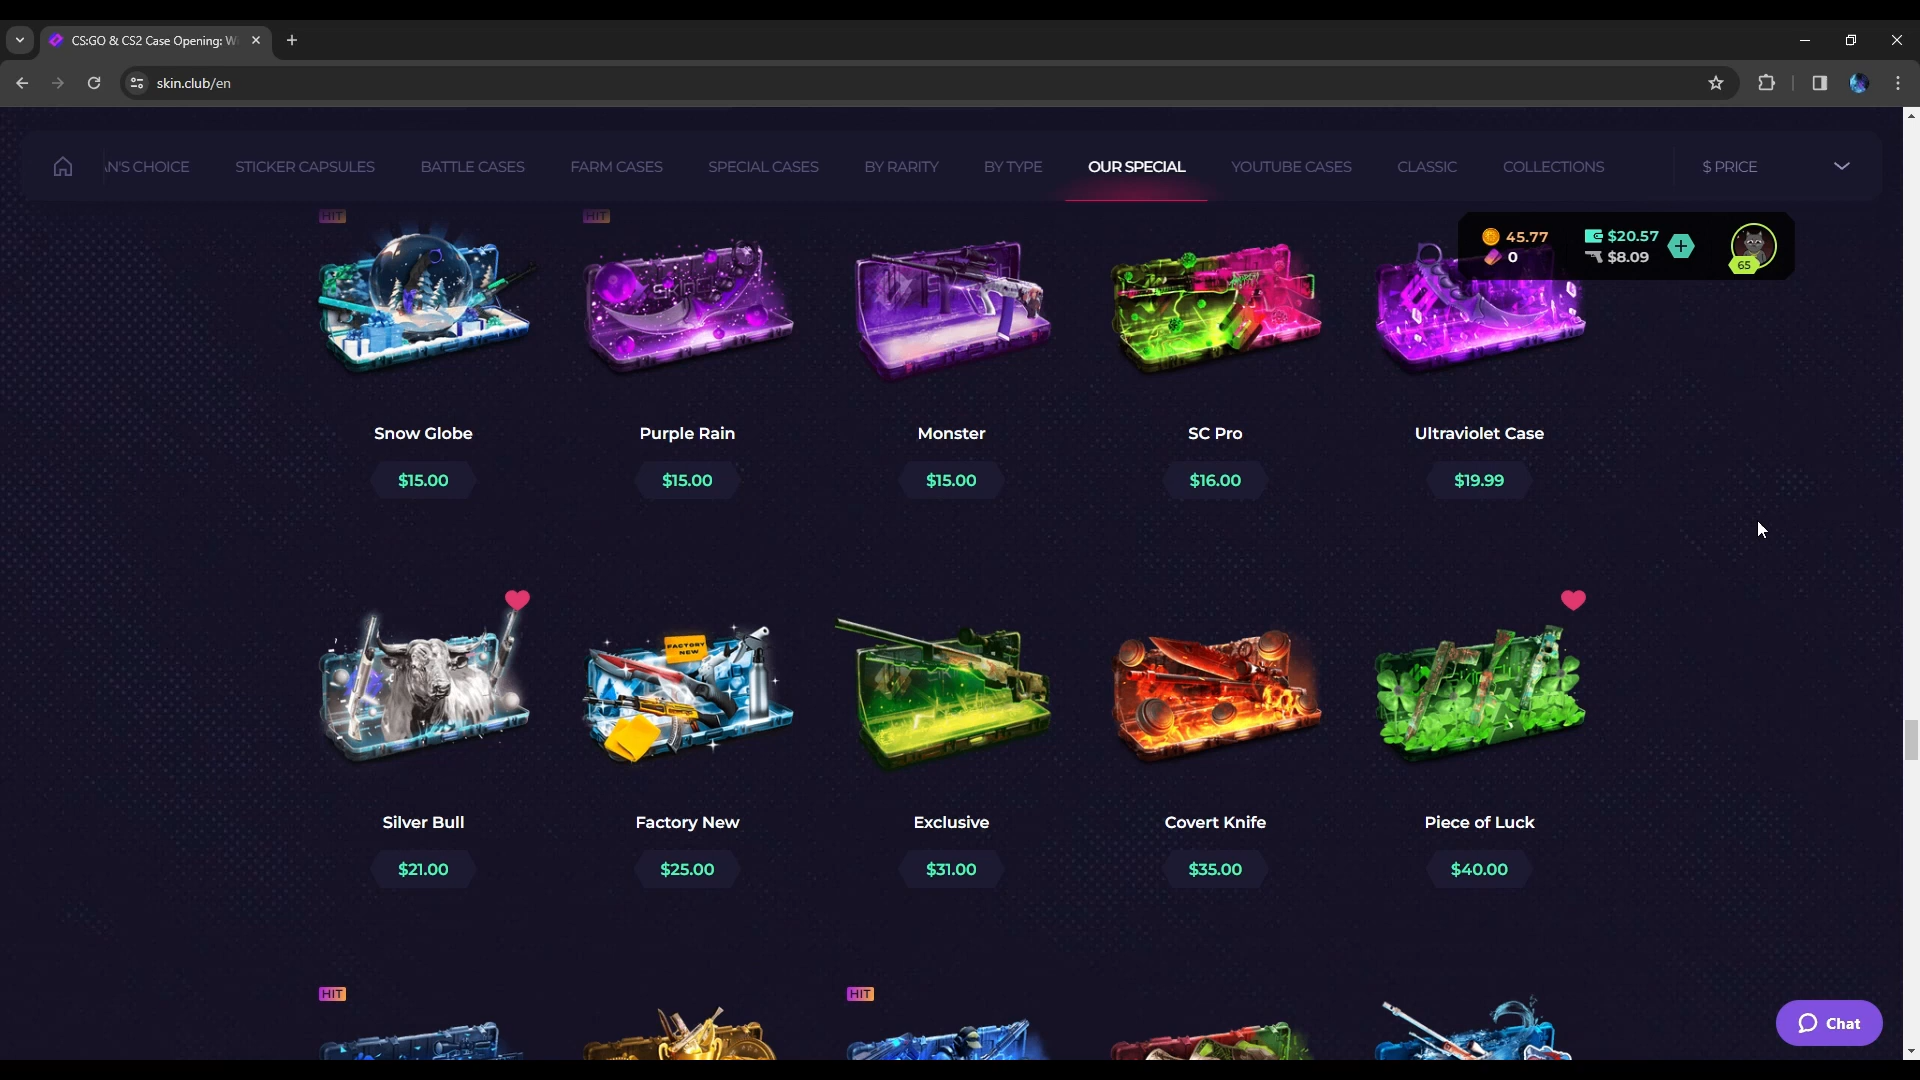 CS:GO & CS2 Case Opening: W
skin.club/en
N'S CHOICE
STICKER CAPSULES
BATTLE CASES
FARM CASES
SPECIAL CASES
BY RARITY
BY TYPE
OUR SPECIAL
YOUTUBE CASES
CLASSIC
COLLECTIONS
$ PRICE
HIT
HIT
45.77
$20.57
0
$8.09
65
Snow Globe
Purple Rain
Monster
SC Pro
Ultraviolet Case
$15.00
$15.00
$15.00
$16.00
$19.99
FACTORY
NEW
Silver Bull
Factory New
Exclusive
Covert Knife
Piece of Luck
$21.00
$25.00
$31.00
$35.00
$40.00
HIT
HIT
Chat